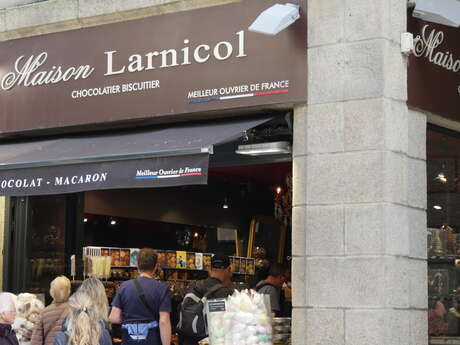 Maison Larnicol
CHOCOLATIER BISCUITIER
MEILLEUR OUVRIER DE FRANCE
OCOLAT - MACARON
Meilleur Ouvrier de France
Maison